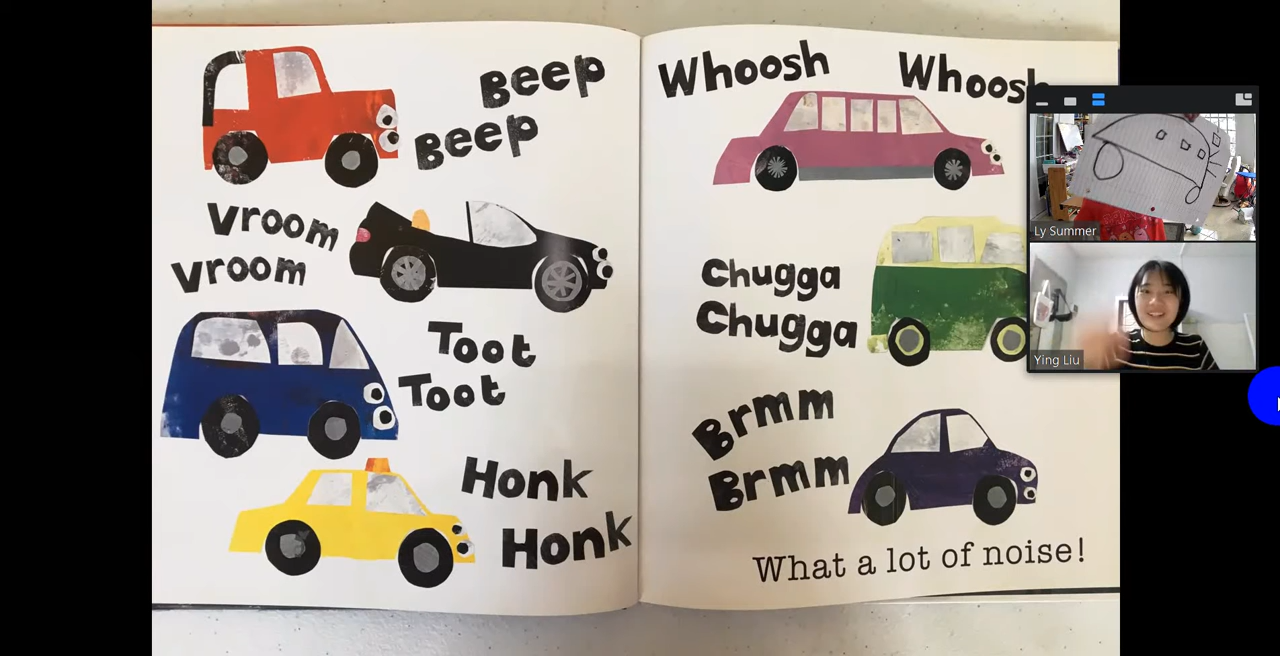 Beep
Beep
Vroom
Vroom
Toot
Toot
Honk
Honk
Whoosh Whoosh
Chugga
Chugga
Brmm
Brmm
What a lot of noise!
Ly Summer
Ying Liu